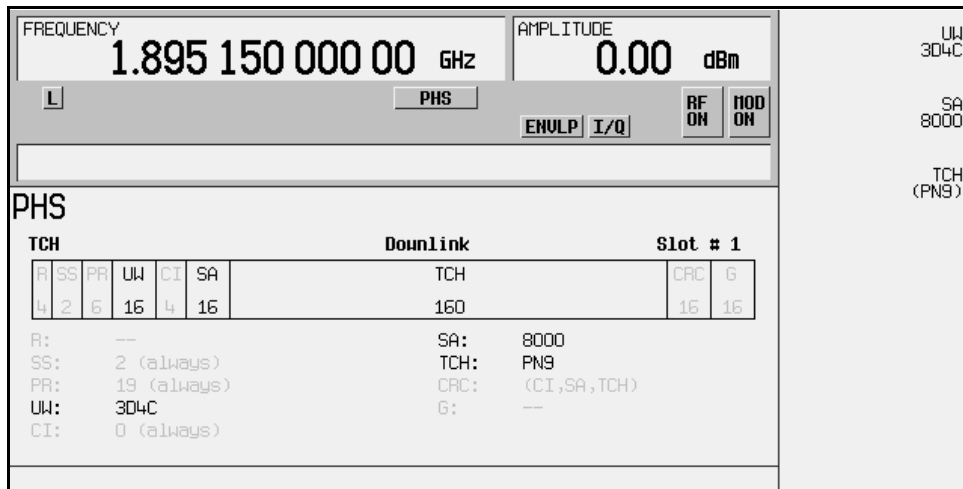 FREQUENCY
1.895 150 000 00 GHz
AMPLITUDE
0.00 dBm
L
PHS
ENVLP I/Q
RF ON
MOD ON
UW
3D4C
SA
8000
TCH
(PN9)
PHS
TCH Downlink Slot # 1
R SS PR UW CI SA TCH CRC G
4 2 6 16 4 16 160 16 16
R: --
SS: 2 (always)
PR: 19 (always)
UW: 3D4C
CI: 0 (always)
SA: 8000
TCH: PN9
CRC: (CI,SA,TCH)
G: --